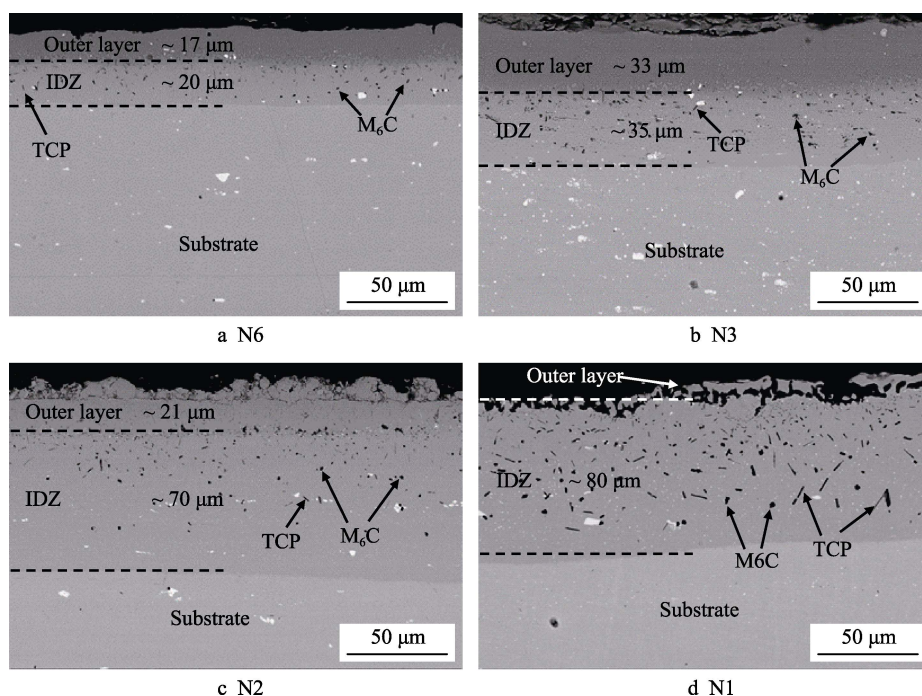 Outer layer ~ 17 μm
IDZ ~ 20 μm
TCP
M₆C
Substrate
50 μm
a N6
Outer layer ~ 33 μm
IDZ ~ 35 μm
TCP
M₆C
Substrate
50 μm
b N3
Outer layer ~ 21 μm
IDZ ~ 70 μm
TCP
M₆C
Substrate
50 μm
c N2
Outer layer
IDZ ~ 80 μm
M6C
TCP
Substrate
50 μm
d N1